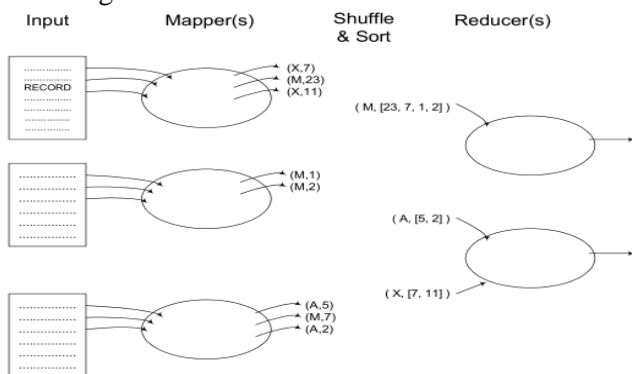 Input
Mapper(s)
Shuffle
& Sort
Reducer(s)
RECORD
(X,7)
(M,23)
(X,11)
(M,1)
(M,2)
(A,5)
(M,7)
(A,2)
( M, [23, 7, 1, 2] )
( A, [5, 2] )
( X, [7, 11] )